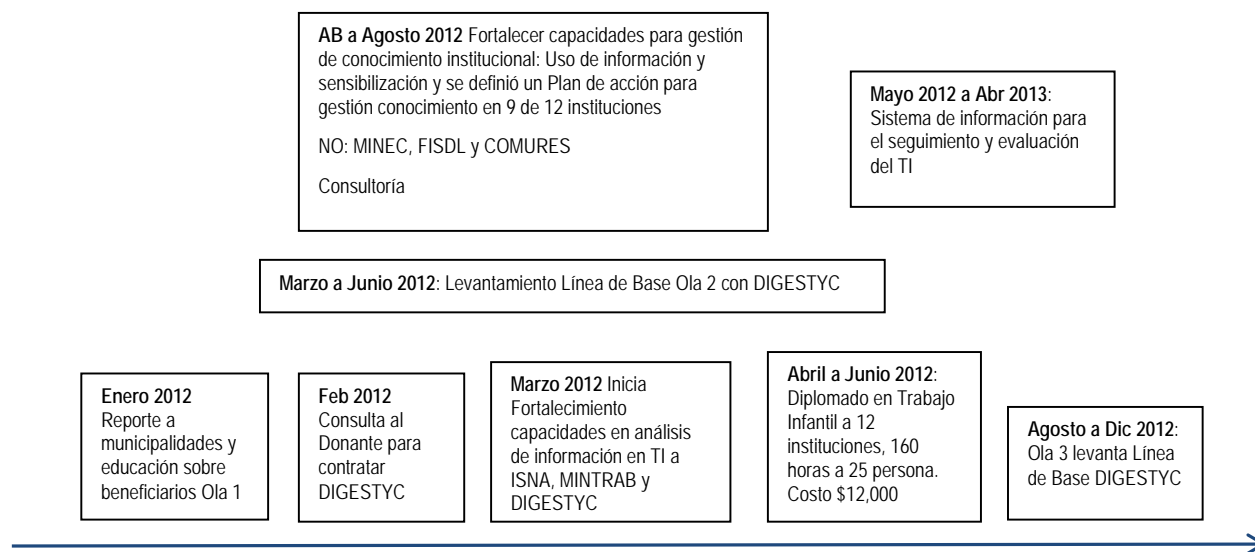 AB a Agosto 2012 Fortalecer capacidades para gestión
de conocimiento institucional: Uso de información y
sensibilización y se definió un Plan de acción para
gestión conocimiento en 9 de 12 instituciones
NO: MINEC, FISDL y COMURES
Consultoría
Mayo 2012 a Abr 2013:
Sistema de información para
el seguimiento y evaluación
del TI
Marzo a Junio 2012: Levantamiento Línea de Base Ola 2 con DIGESTYC
Enero 2012
Reporte a
municipalidades y
educación sobre
beneficiarios Ola 1
Feb 2012
Consulta al
Donante para
contratar
DIGESTYC
Marzo 2012 Inicia
Fortalecimiento
capacidades en análisis
de información en TI a
ISNA, MINTRAB y
DIGESTYC
Abril a Junio 2012:
Diplomado en Trabajo
Infantil a 12
instituciones, 160
horas a 25 persona.
Costo $12,000
Agosto a Dic 2012:
Ola 3 levanta Línea
de Base DIGESTYC